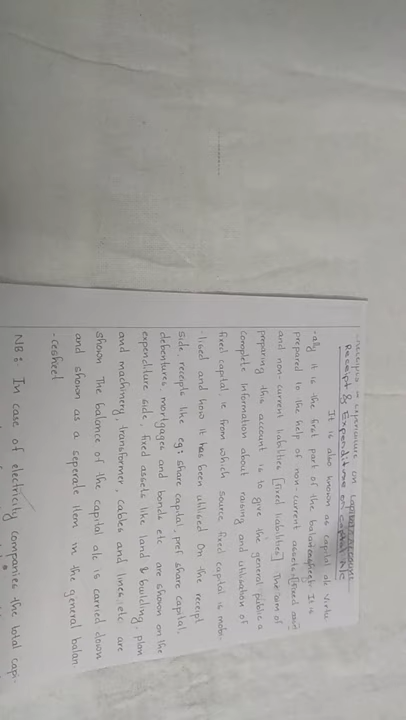 Receipts & expenditure on capital account
Receipt & Expenditure on capital A/c
It is also known as capital a/c virtu
-ally it is the first part of the balancesheet. It is
prepared to the help of non-current assets [fixed asset]
and non current liabilities [fixed liabilities] The aim of
preparing this account is to give the general public a
complete information about raising and utilisation of
fixed capital, ie from which source fixed capital is mobi-
-lised and how it has been utilised On the receipt
side, receipts like eg: share capital, pref share capital,
debentures, mortgages and bonds etc are shown on the
expenditure side, fixed assets like land & building, plan
and machinery, transformer, cables and lines, etc are
shown The balance of the capital a/c is carried down
and shown as a seperate item in the general balan
-cesheet
NB: In case of electricity companies the total capi-